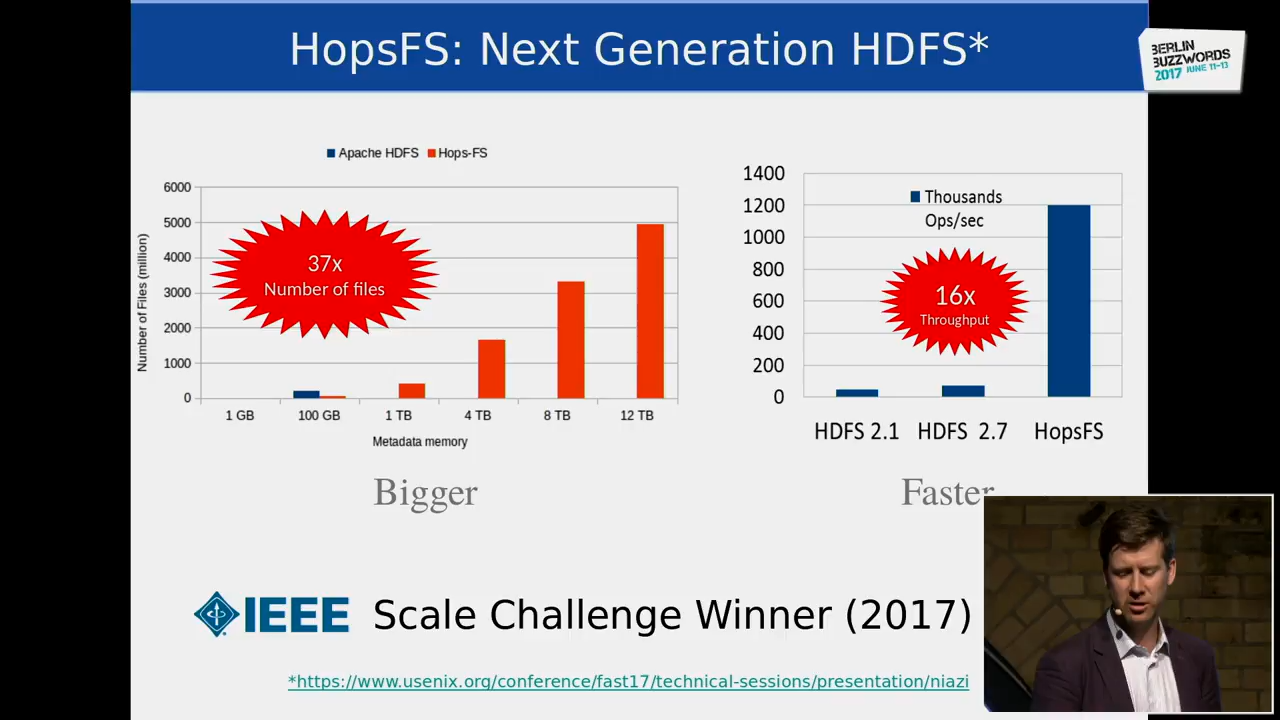 HopsFS: Next Generation HDFS*
BERLIN
BUZZWORDS
2017 JUNE 11-13
Apache HDFS Hops-FS
6000
5000
4000
3000
2000
1000
0
Number of Files (million)
37x
Number of files
1 GB 100 GB 1 TB 4 TB 8 TB 12 TB
Metadata memory
Bigger
1400
1200
1000
800
600
400
200
0
Thousands
Ops/sec
16x
Throughput
HDFS 2.1 HDFS 2.7 HopsFS
Faster
IEEE Scale Challenge Winner (2017)
*https://www.usenix.org/conference/fast17/technical-sessions/presentation/niazi